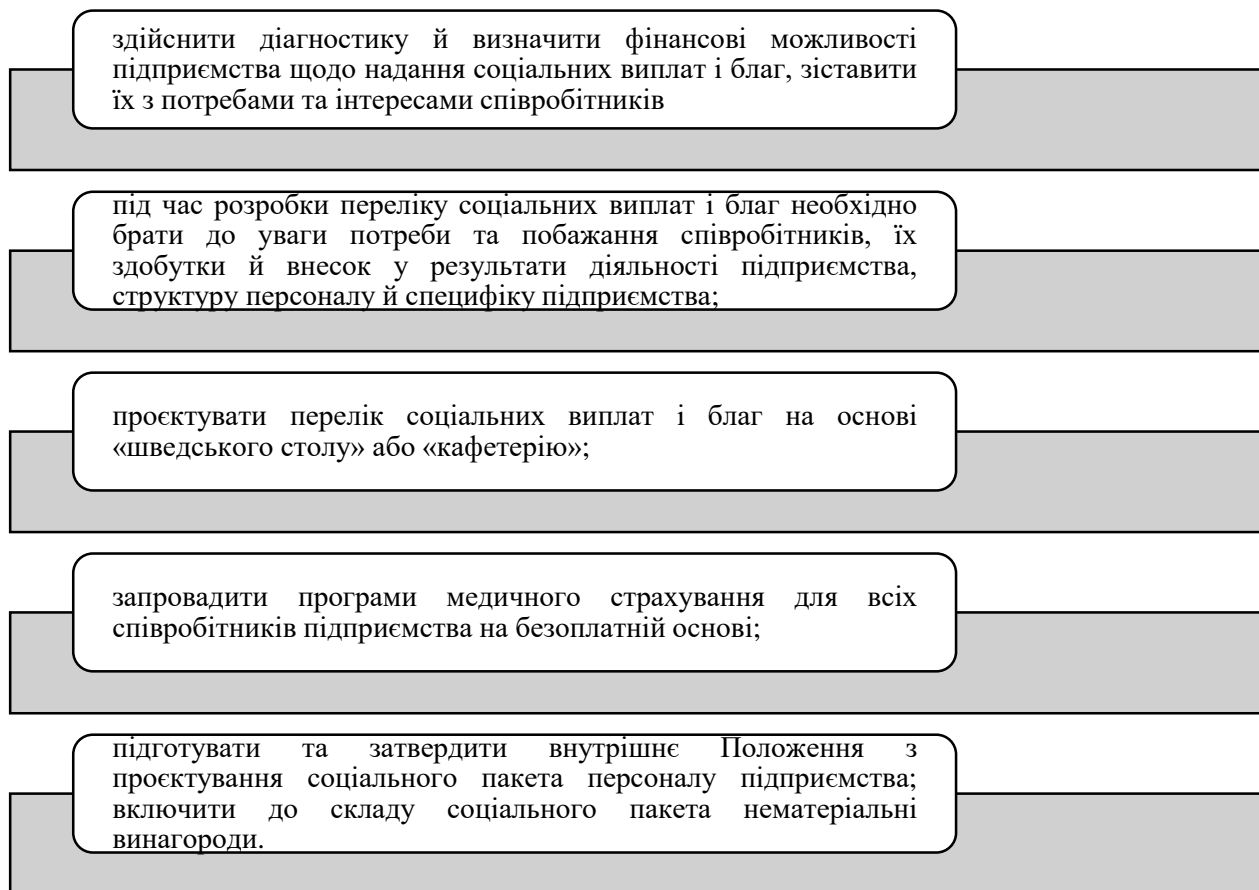 здійснити діагностику й визначити фінансові можливості
підприємства щодо надання соціальних виплат і благ, зіставити
їх з потребами та інтересами співробітників
під час розробки переліку соціальних виплат і благ необхідно
брати до уваги потреби та побажання співробітників, їх
здобутки й внесок у результати діяльності підприємства,
структуру персоналу й специфіку підприємства;
проєктувати перелік соціальних виплат і благ на основі
«шведського столу» або «кафетерію»;
запровадити програми медичного страхування для всіх
співробітників підприємства на безоплатній основі;
підготувати та затвердити внутрішнє Положення з
проєктування соціального пакета персоналу підприємства;
включити до складу соціального пакета нематеріальні
винагороди.